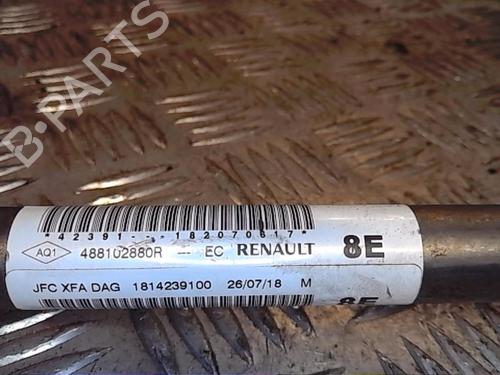 B-PARTS
*42391---182070617*
AQ1 488102880R --- EC RENAULT 8E
JFC XFA DAG 1814239100 26/07/18 M 8E